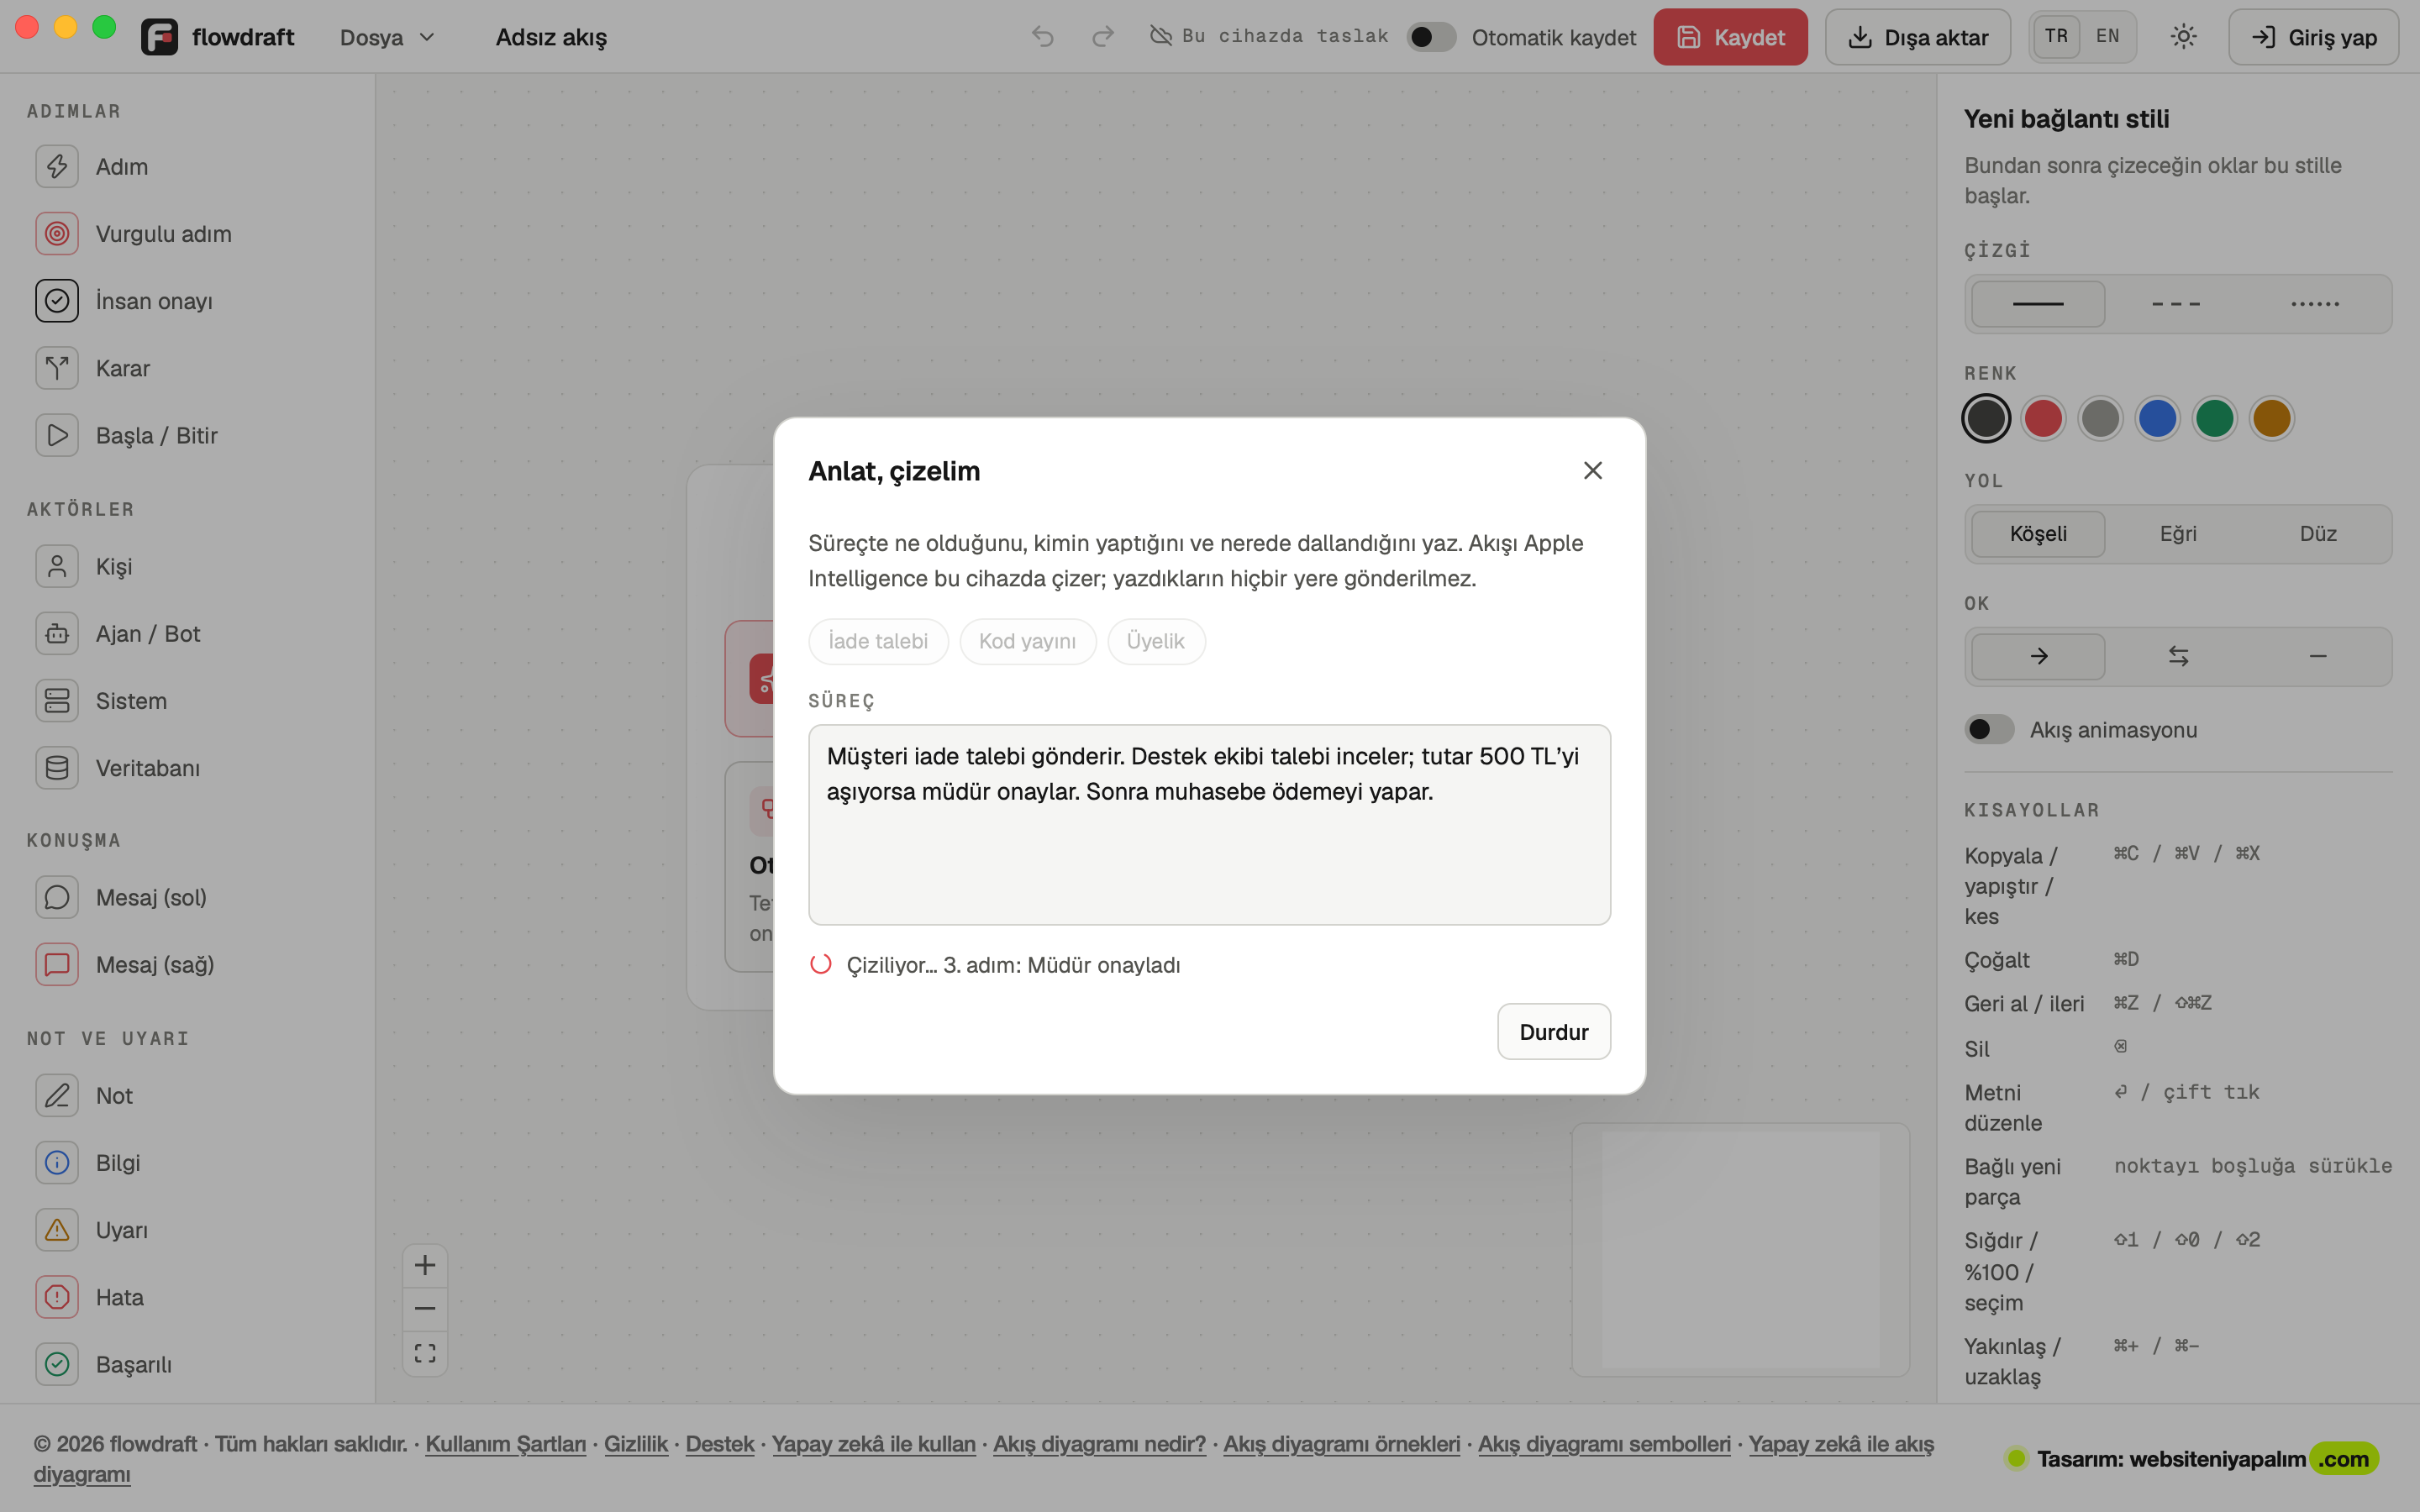 flowdraft
Dosya
Adsız akış
Bu cihazda taslak
Otomatik kaydet
Kaydet
Dışa aktar
TR
EN
Giriş yap
ADIMLAR
Adım
Vurgulu adım
İnsan onayı
Karar
Başla / Bitir
AKTÖRLER
Kişi
Ajan / Bot
Sistem
Veritabanı
KONUŞMA
Mesaj (sol)
Mesaj (sağ)
NOT VE UYARI
Not
Bilgi
Uyarı
Hata
Başarılı
Anlat, çizelim
Süreçte ne olduğunu, kimin yaptığını ve nerede dallandığını yaz. Akışı Apple
Intelligence bu cihazda çizer; yazdıkların hiçbir yere gönderilmez.
İade talebi
Kod yayını
Üyelik
SÜREÇ
Müşteri iade talebi gönderir. Destek ekibi talebi inceler; tutar 500 TL’yi
aşıyorsa müdür onaylar. Sonra muhasebe ödemeyi yapar.
Çiziliyor… 3. adım: Müdür onayladı
Durdur
Yeni bağlantı stili
Bundan sonra çizeceğin oklar bu stille
başlar.
ÇİZGİ
RENK
YOL
Köşeli
Eğri
Düz
OK
Akış animasyonu
KISAYOLLAR
Kopyala / ⌘C / ⌘V / ⌘X
yapıştır /
kes
Çoğalt ⌘D
Geri al / ileri ⌘Z / ⇧⌘Z
Sil ⌫
Metni ↵ / çift tık
düzenle
Bağlı yeni noktayı boşluğa sürükle
parça
Sığdır / ⇧1 / ⇧0 / ⇧2
%100 /
seçim
Yakınlaş / ⌘+ / ⌘−
uzaklaş
© 2026 flowdraft · Tüm hakları saklıdır. · Kullanım Şartları · Gizlilik · Destek · Yapay zekâ ile kullan · Akış diyagramı nedir? · Akış diyagramı örnekleri · Akış diyagramı sembolleri · Yapay zekâ ile akış
diyagramı
Tasarım: websiteniyapalım.com